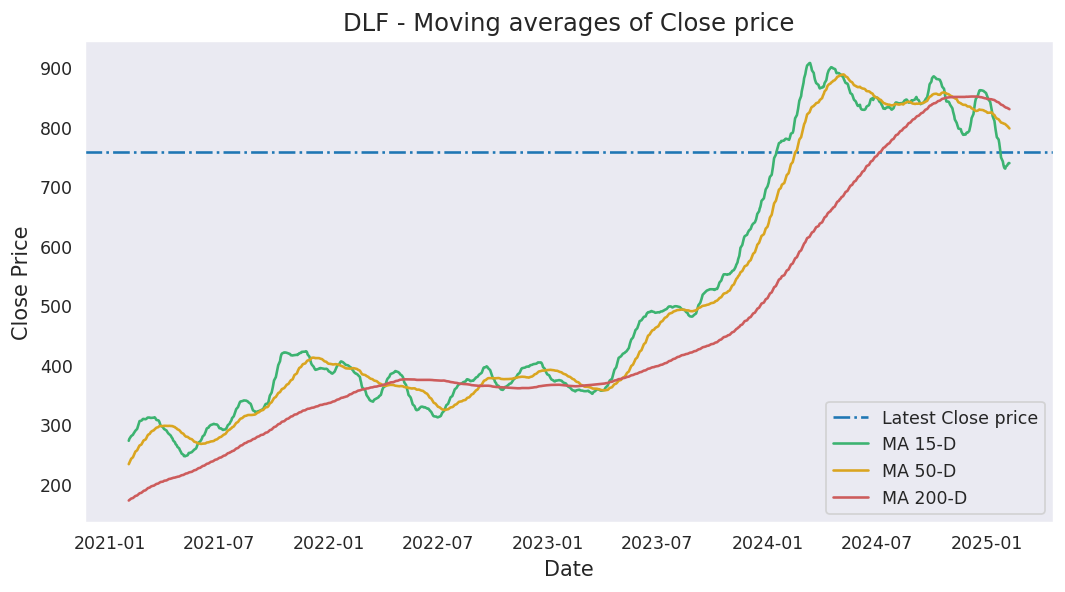 DLF - Moving averages of Close price
Close Price
900
800
700
600
500
400
300
200
Latest Close price
MA 15-D
MA 50-D
MA 200-D
2021-01 2021-07 2022-01 2022-07 2023-01 2023-07 2024-01 2024-07 2025-01
Date